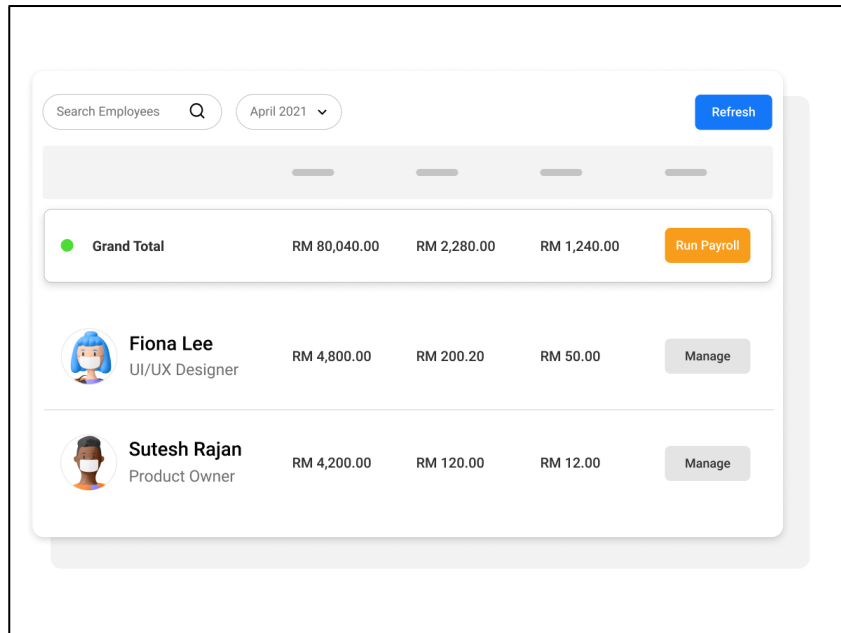 Search Employees
April 2021
Refresh
Grand Total RM 80,040.00 RM 2,280.00 RM 1,240.00 Run Payroll
Fiona Lee
UI/UX Designer
RM 4,800.00 RM 200.20 RM 50.00 Manage
Sutesh Rajan
Product Owner
RM 4,200.00 RM 120.00 RM 12.00 Manage